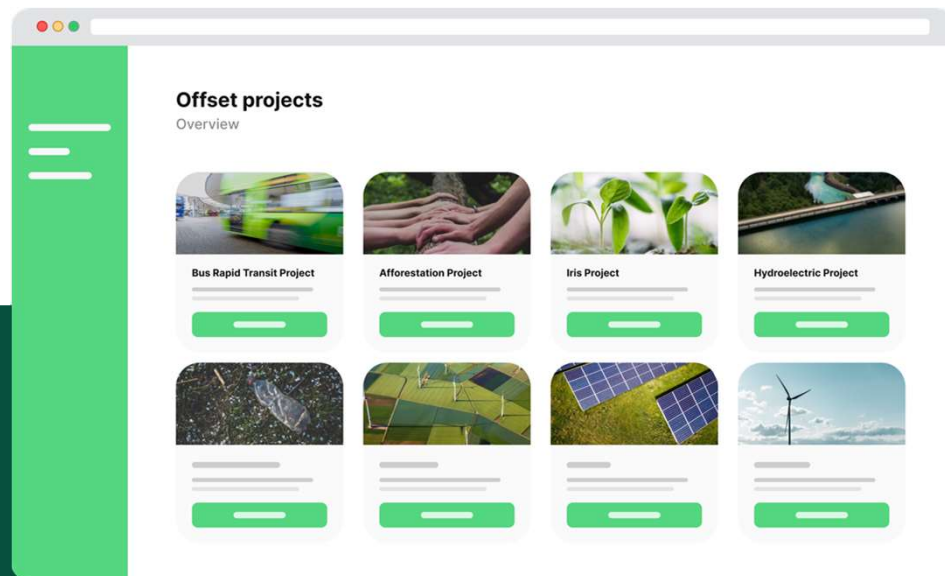 Offset projects
Overview
Bus Rapid Transit Project
Afforestation Project
Iris Project
Hydroelectric Project